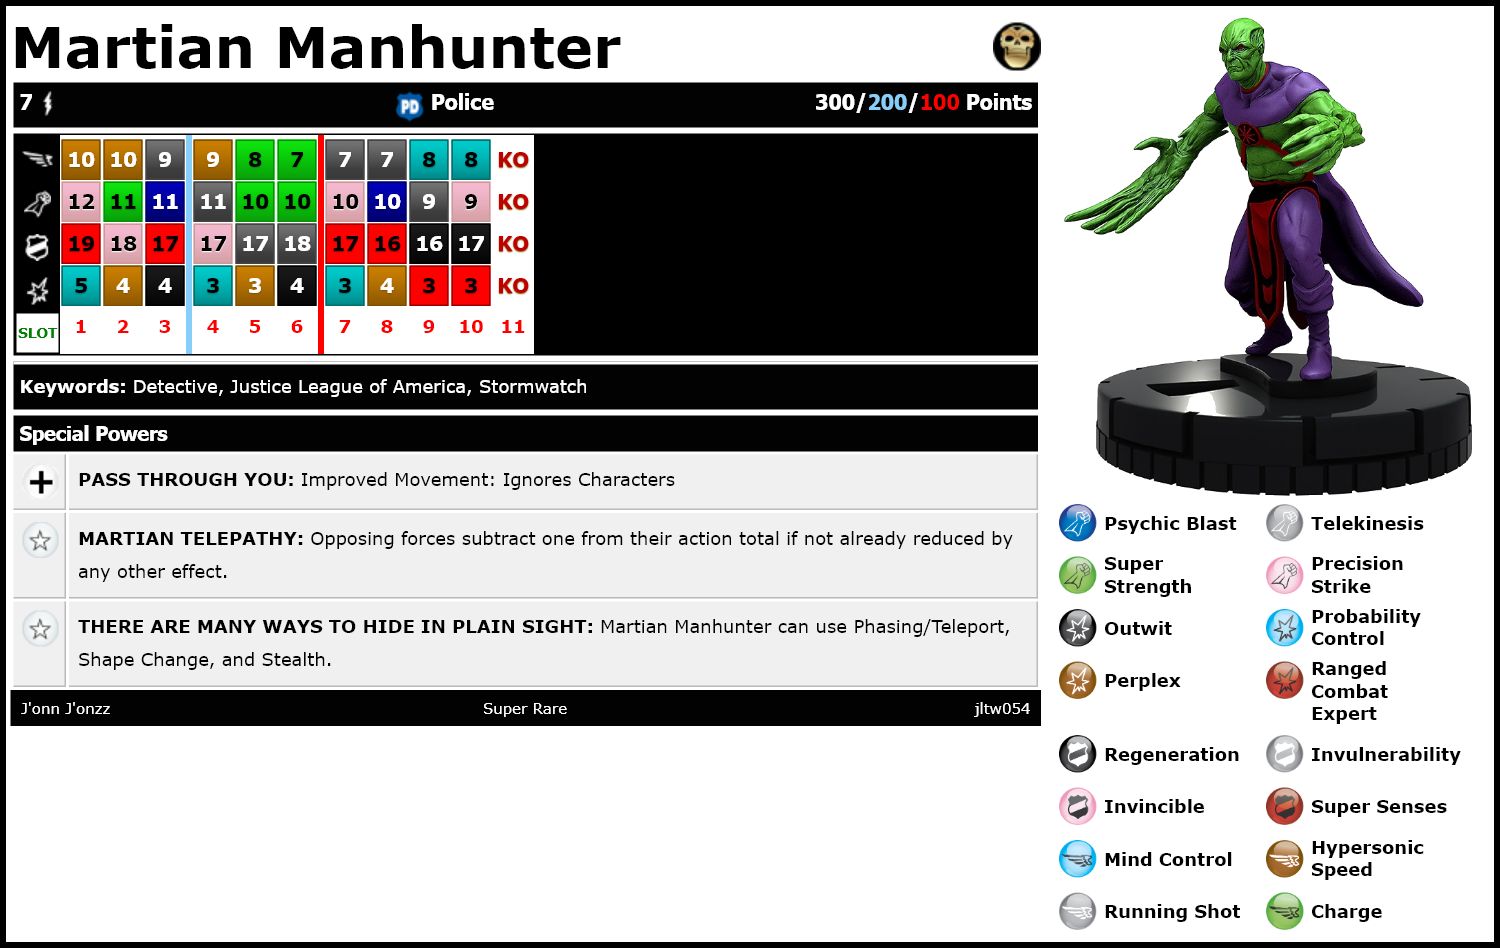 Martian Manhunter
7 PD Police 300/200/100 Points
10 10 9 9 8 7 7 7 8 8 KO
12 11 11 11 10 10 10 10 9 9 KO
19 18 17 17 17 18 17 16 16 17 KO
5 4 4 3 3 4 3 4 3 3 KO
SLOT 1 2 3 4 5 6 7 8 9 10 11
Keywords: Detective, Justice League of America, Stormwatch
Special Powers
PASS THROUGH YOU: Improved Movement: Ignores Characters
MARTIAN TELEPATHY: Opposing forces subtract one from their action total if not already reduced by
any other effect.
THERE ARE MANY WAYS TO HIDE IN PLAIN SIGHT: Martian Manhunter can use Phasing/Teleport,
Shape Change, and Stealth.
J'onn J'onzz Super Rare jltw054
Psychic Blast
Telekinesis
Super
Strength
Precision
Strike
Outwit
Probability
Control
Perplex
Ranged
Combat
Expert
Regeneration
Invulnerability
Invincible
Super Senses
Mind Control
Hypersonic
Speed
Running Shot
Charge